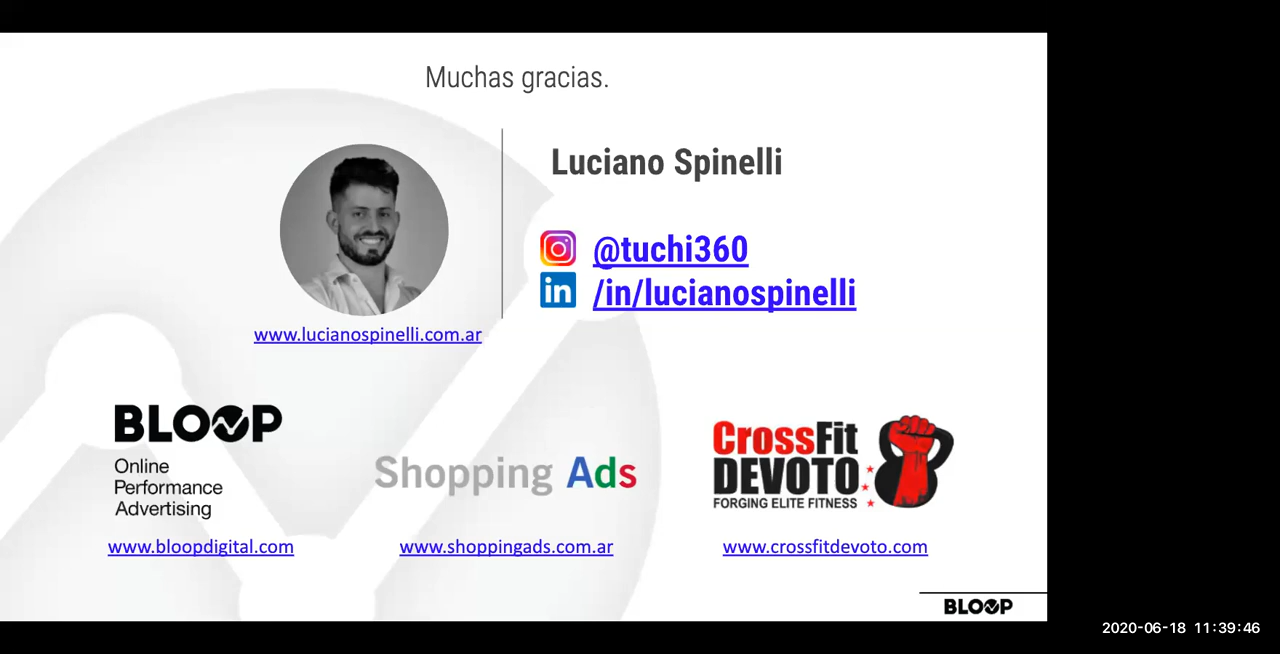 Muchas gracias.
Luciano Spinelli
@tuchi360
in /in/lucianospinelli
www.lucianospinelli.com.ar
BLOOP
Online
Performance
Advertising
www.bloopdigital.com
Shopping Ads
www.shoppingads.com.ar
CrossFit
DEVOTO
FORGING ELITE FITNESS
www.crossfitdevoto.com
BLOOP
2020-06-18 11:39:46